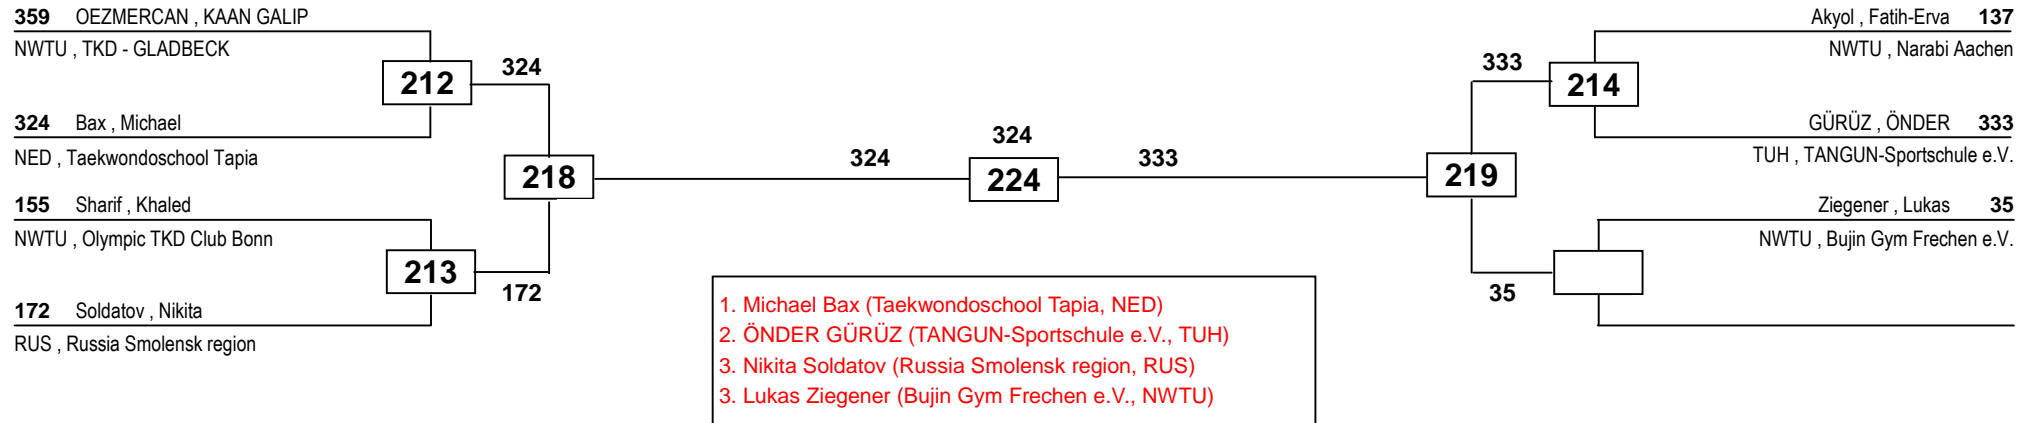 359 OEZMERCAN , KAAN GALIP
NWTU , TKD - GLADBECK
212
324
324 Bax , Michael
NED , Taekwondoschool Tapia
218
155 Sharif , Khaled
NWTU , Olympic TKD Club Bonn
213
172
172 Soldatov , Nikita
RUS , Russia Smolensk region
324
324
224
333
Akyol , Fatih-Erva 137
NWTU , Narabi Aachen
333
214
GÜRÜZ , ÖNDER 333
TUH , TANGUN-Sportschule e.V.
219
Ziegener , Lukas 35
NWTU , Bujin Gym Frechen e.V.
35
1. Michael Bax (Taekwondoschool Tapia, NED)
2. ÖNDER GÜRÜZ (TANGUN-Sportschule e.V., TUH)
3. Nikita Soldatov (Russia Smolensk region, RUS)
3. Lukas Ziegener (Bujin Gym Frechen e.V., NWTU)